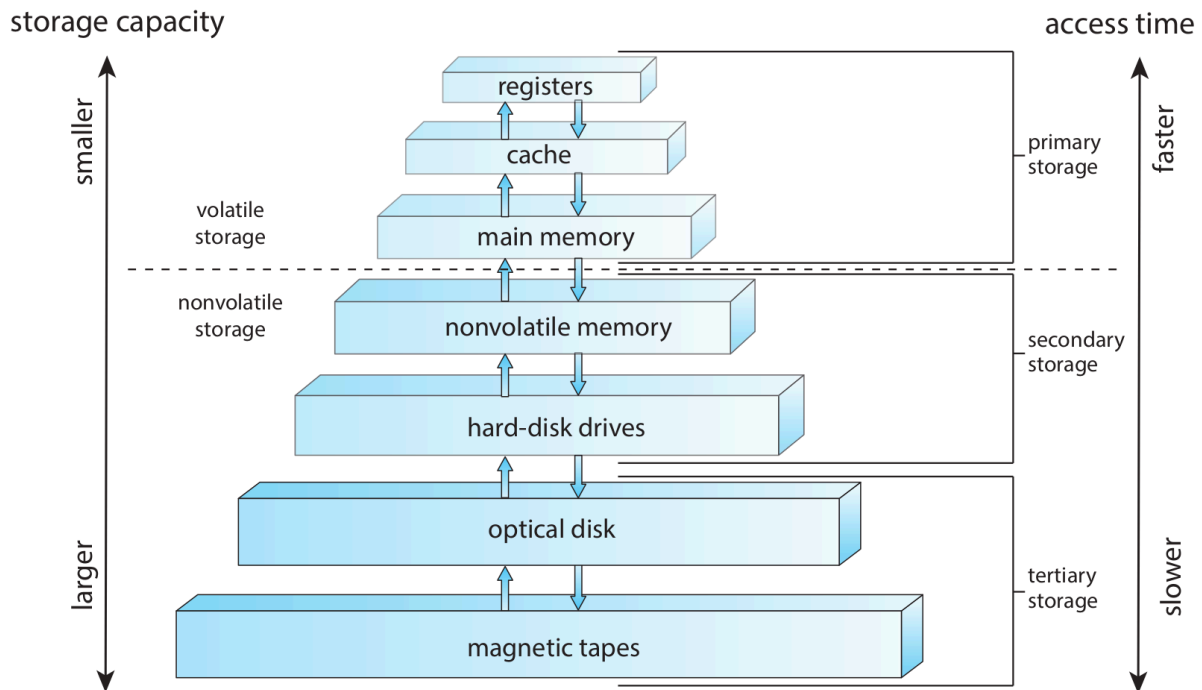 storage capacity
access time
smaller
faster
registers
cache
primary
storage
volatile
storage
main memory
nonvolatile
storage
nonvolatile memory
secondary
storage
hard-disk drives
optical disk
larger
slower
tertiary
storage
magnetic tapes